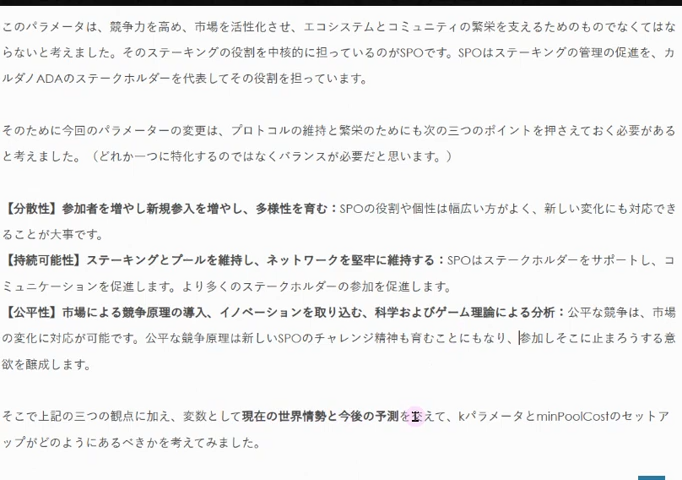 このパラメータは、競争力を高め、市場を活性化させ、エコシステムとコミュニティの繁栄を支えるためのものでなくてはな
らないと考えました。そのステーキングの役割を中核的に担っているのがSPOです。SPOはステーキングの管理の促進を、カ
ルダノADAのステークホルダーを代表してその役割を担っています。
そのために今回のパラメーターの変更は、プロトコルの維持と繁栄のためにも次の三つのポイントを押さえておく必要がある
と考えました。（どれか一つに特化するのではなくバランスが必要だと思います。）
【分散性】参加者を増やし新規参入を増やし、多様性を育む：SPOの役割や個性は幅広い方がよく、新しい変化にも対応でき
ることが大事です。
【持続可能性】ステーキングとプールを維持し、ネットワークを堅牢に維持する：SPOはステークホルダーをサポートし、コ
ミュニケーションを促進します。より多くのステークホルダーの参加を促進します。
【公平性】市場による競争原理の導入、イノベーションを取り込む、科学およびゲーム理論による分析：公平な競争は、市場
の変化に対応が可能です。公平な競争原理は新しいSPOのチャレンジ精神も育むことにもなり、参加しそこに止まろうする意
欲を醸成します。
そこで上記の三つの観点に加え、変数として現在の世界情勢と今後の予測を変えて、kパラメータとminPoolCostのセットア
ップがどのようにあるべきかを考えてみました。